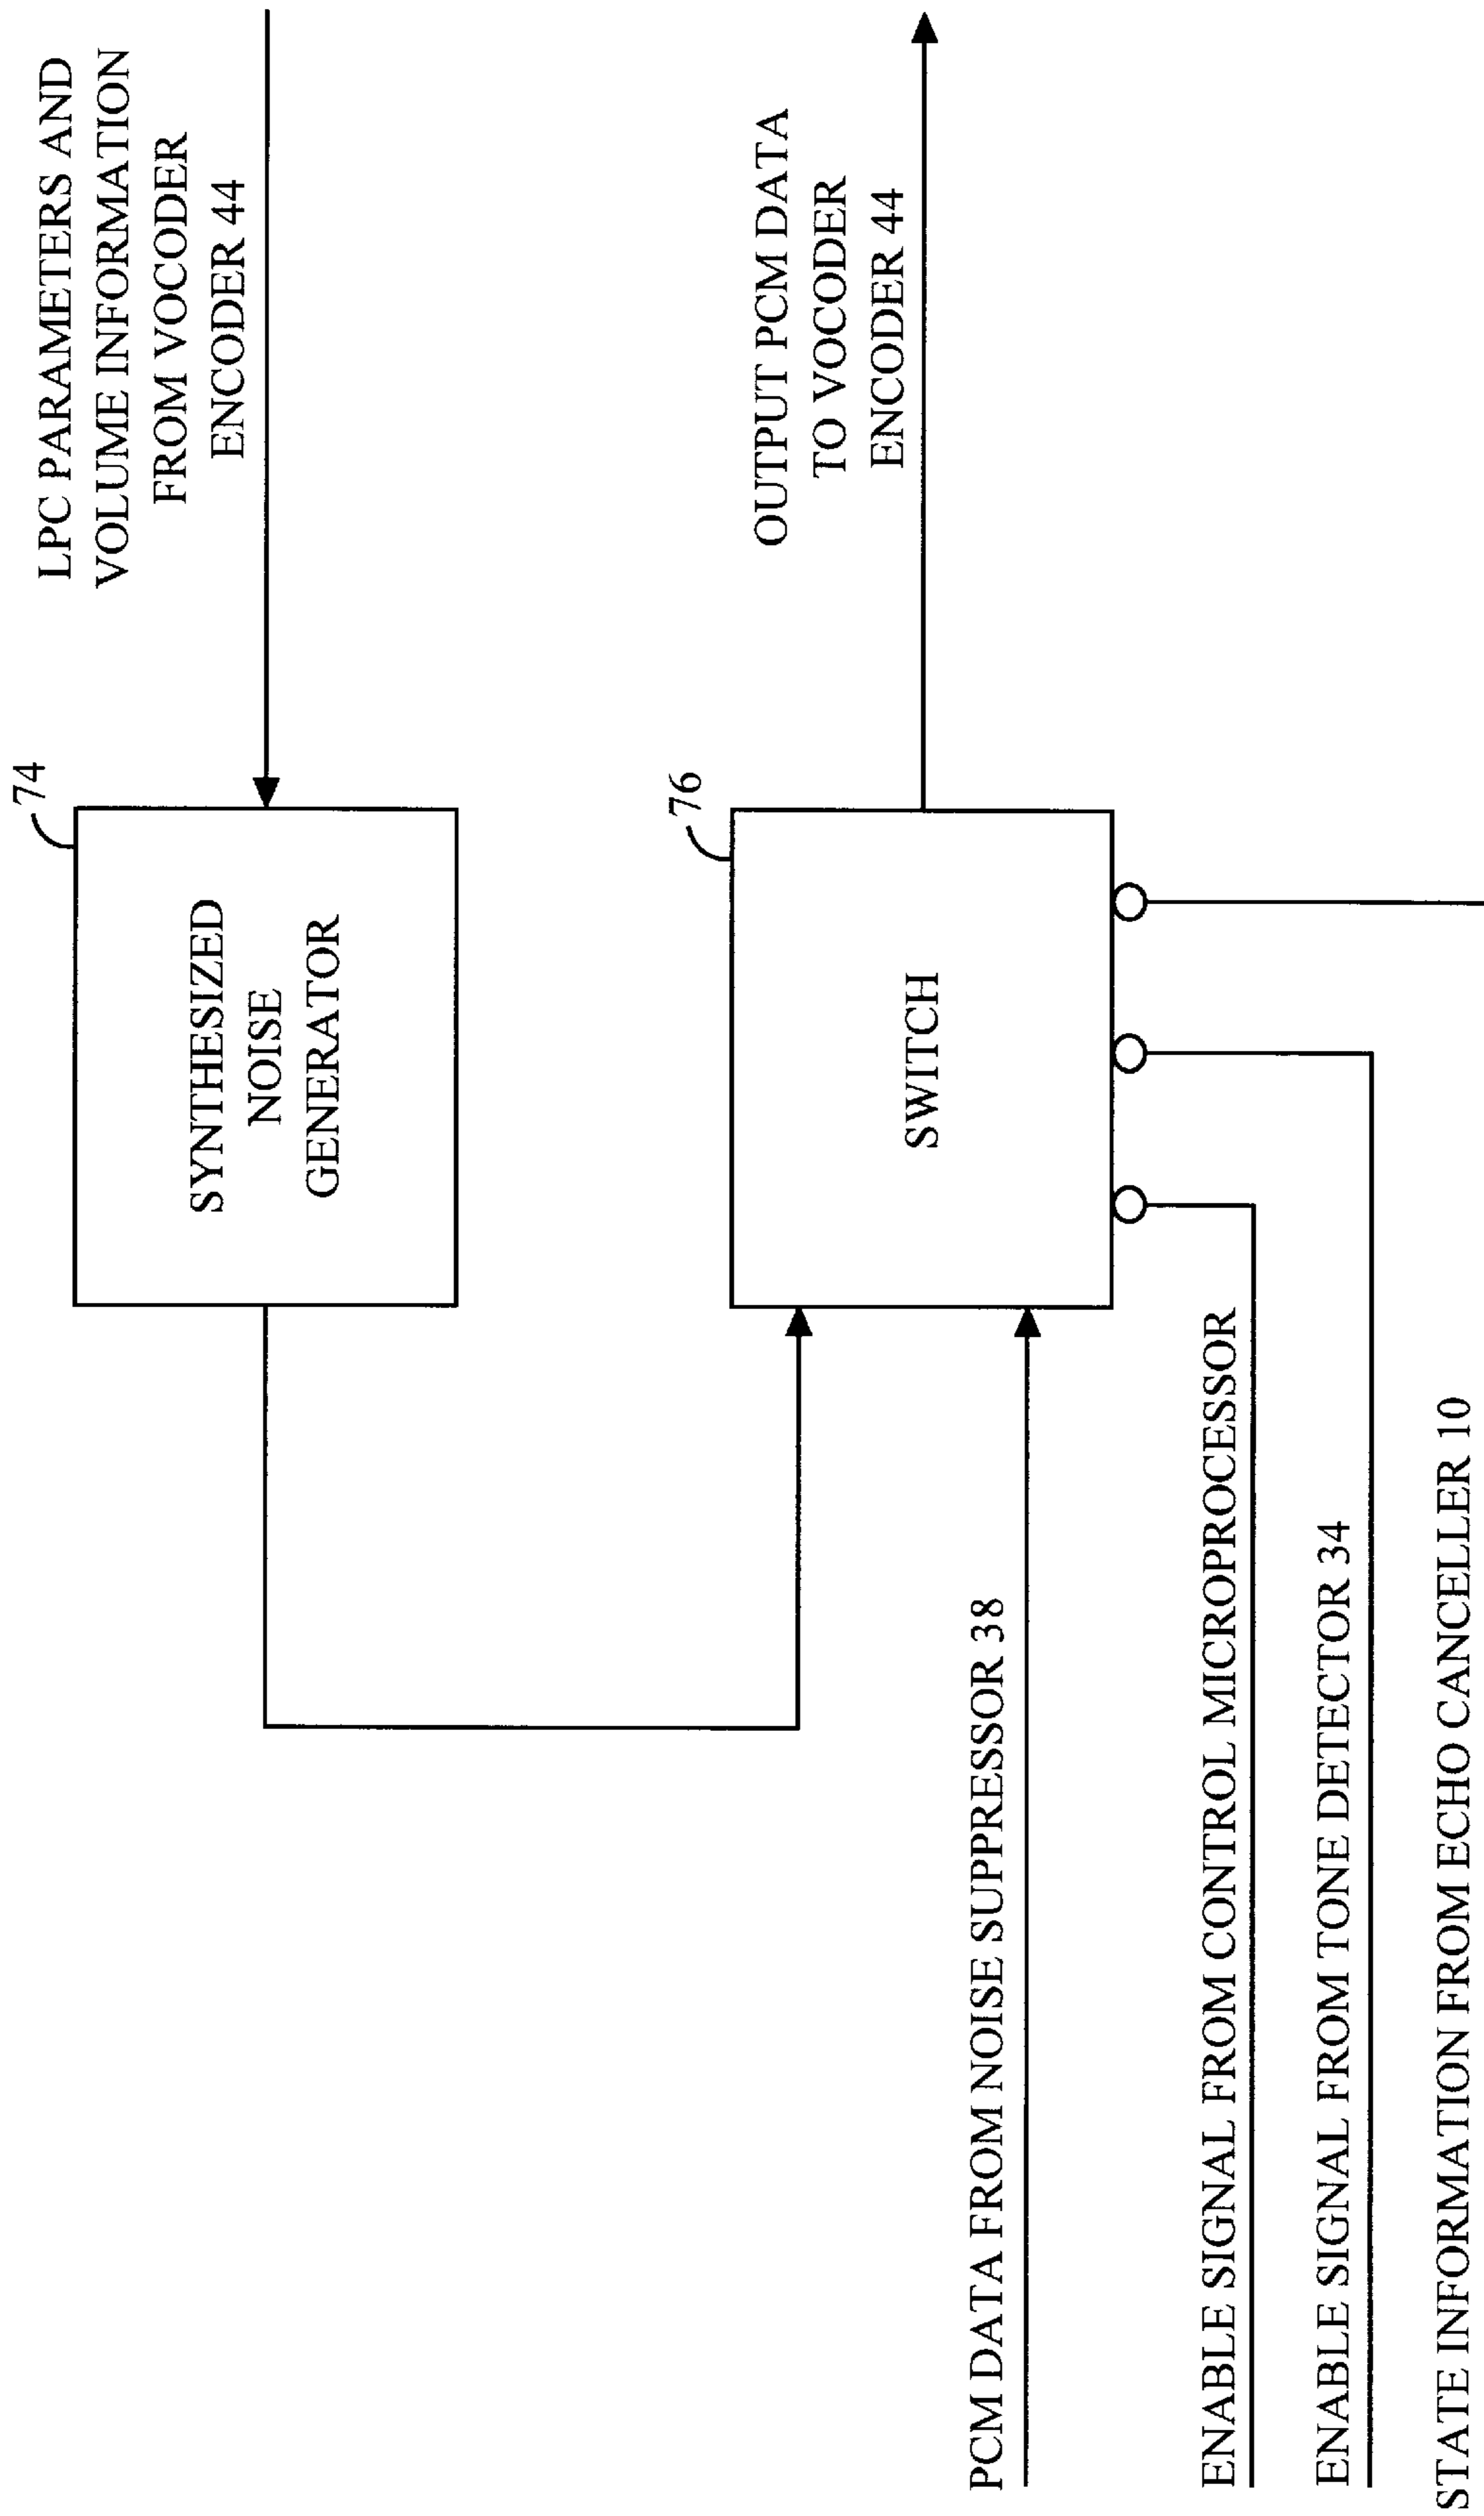 LPC PARAMETERS AND
VOLUME INFORMATION
FROM VOCODER
ENCODER 44
74
SYNTHESIZED
NOISE
GENERATOR
OUTPUT PCM DATA
TO VOCODER
ENCODER 44
76
SWITCH
PCM DATA FROM NOISE SUPPRESSOR 38
ENABLE SIGNAL FROM CONTROL MICROPROCESSOR
ENABLE SIGNAL FROM TONE DETECTOR 34
STATE INFORMATION FROM ECHO CANCELLER 10